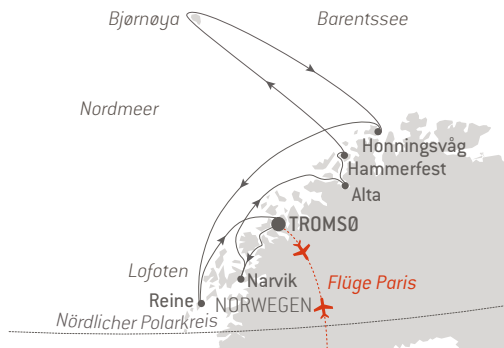 Bjørnøya
Barentssee
Nordmeer
Honningsvåg
Hammerfest
Alta
TROMSØ
Lofoten
Narvik
Flüge Paris
Reine
NORWEGEN
Nördlicher Polarkreis